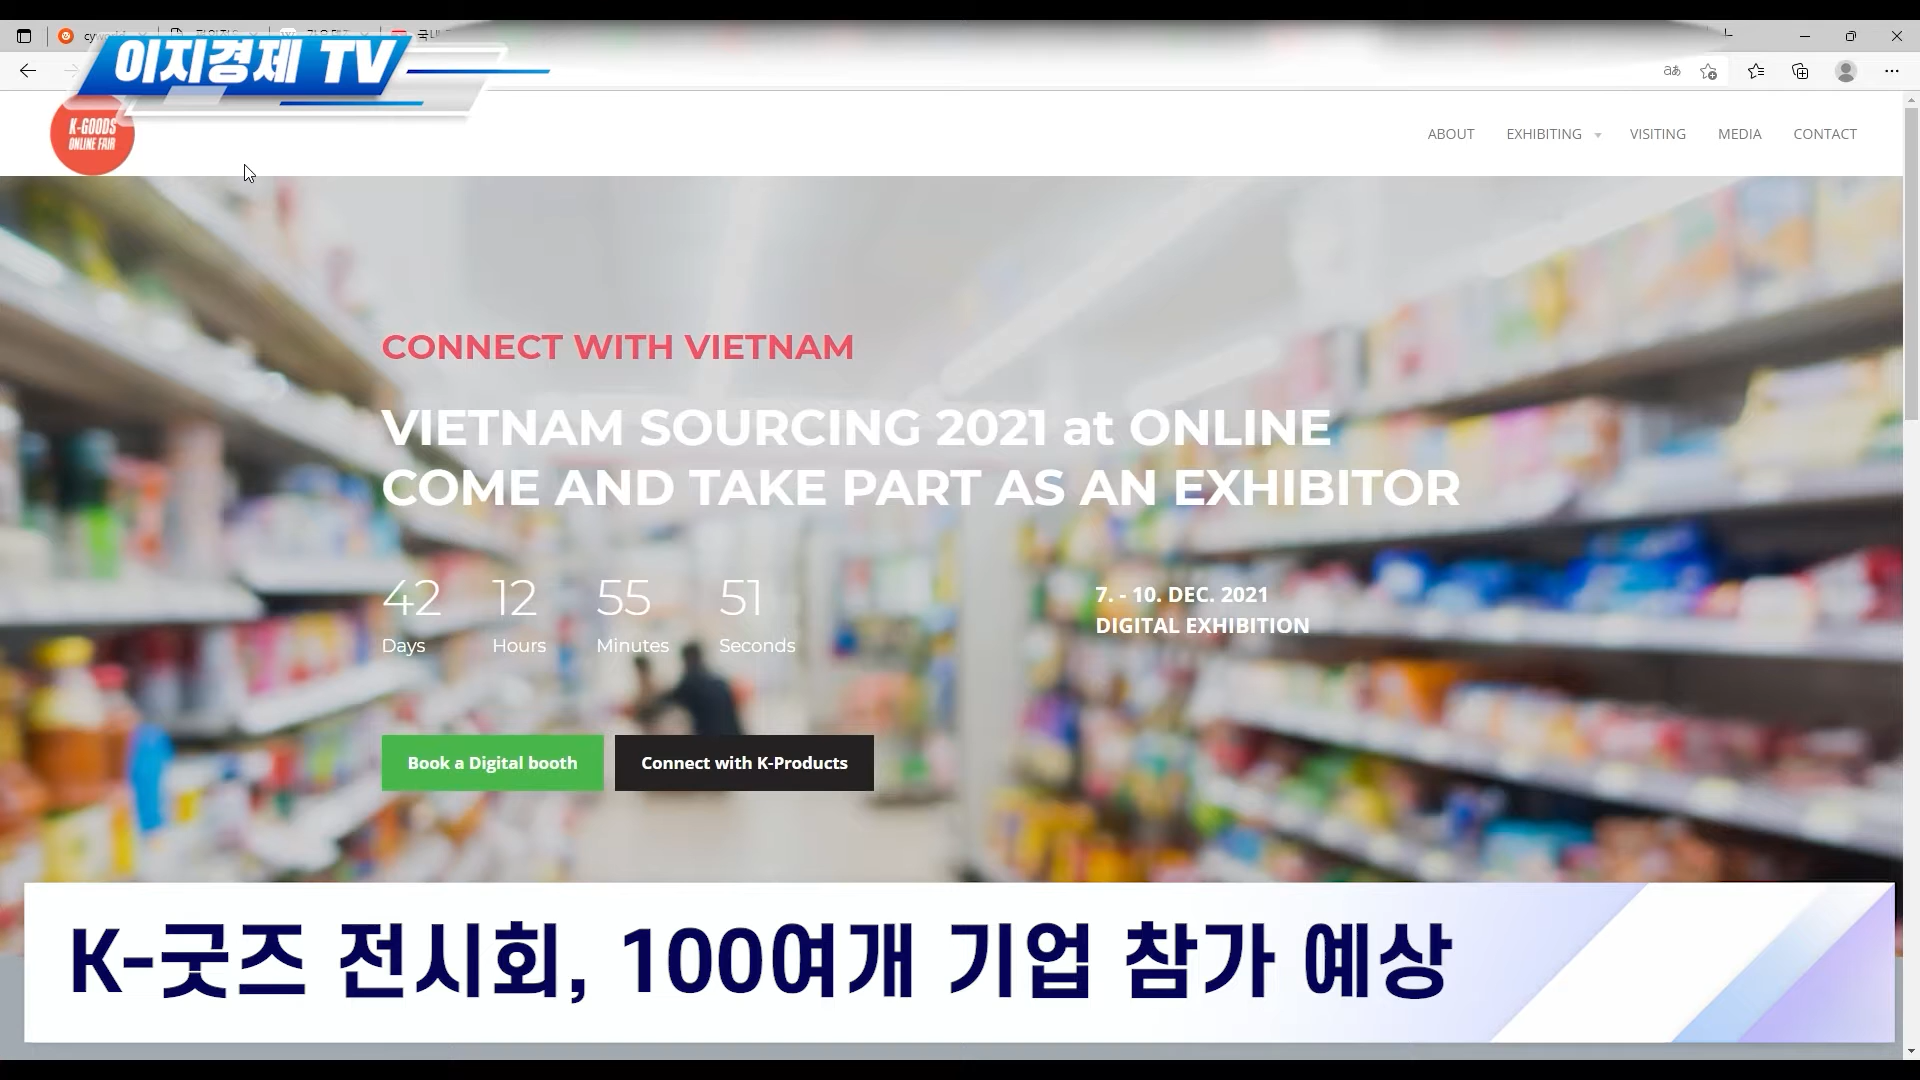 이지경제 TV
K-GOODS
ONLINE FAIR
ABOUT
EXHIBITING
VISITING
MEDIA
CONTACT
CONNECT WITH VIETNAM
VIETNAM SOURCING 2021 at ONLINE
COME AND TAKE PART AS AN EXHIBITOR
42 12 55 51
Days Hours Minutes Seconds
7. - 10. DEC. 2021
DIGITAL EXHIBITION
Book a Digital booth
Connect with K-Products
K-굿즈 전시회, 100여개 기업 참가 예상